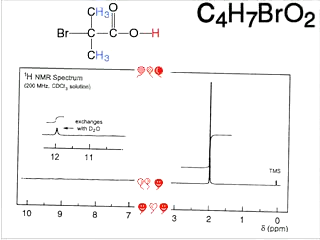 C4H7BrO2
CH3 O
Br C C O H
CH3
1H NMR Spectrum
(200 MHz, CDCl3 solution)
exchanges
with D2O
12 11
TMS
10 9 8 7 3 2 1 0
δ (ppm)